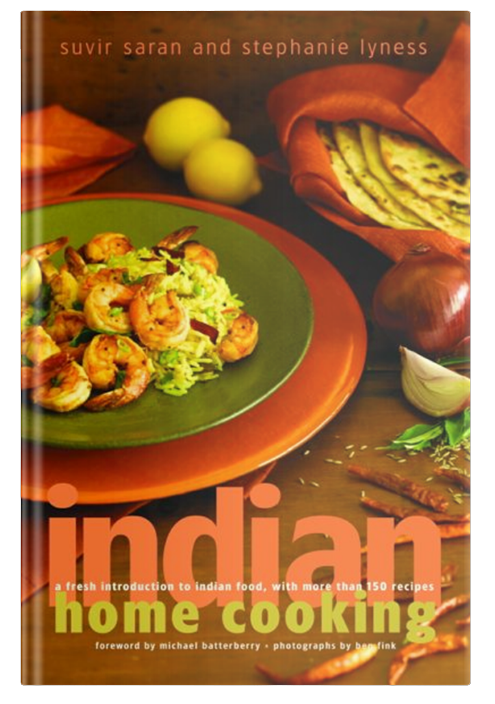 suvir saran and stephanie lyness
indian
a fresh introduction to indian food, with more than 150 recipes
home cooking
foreword by michael batterberry • photographs by ben fink